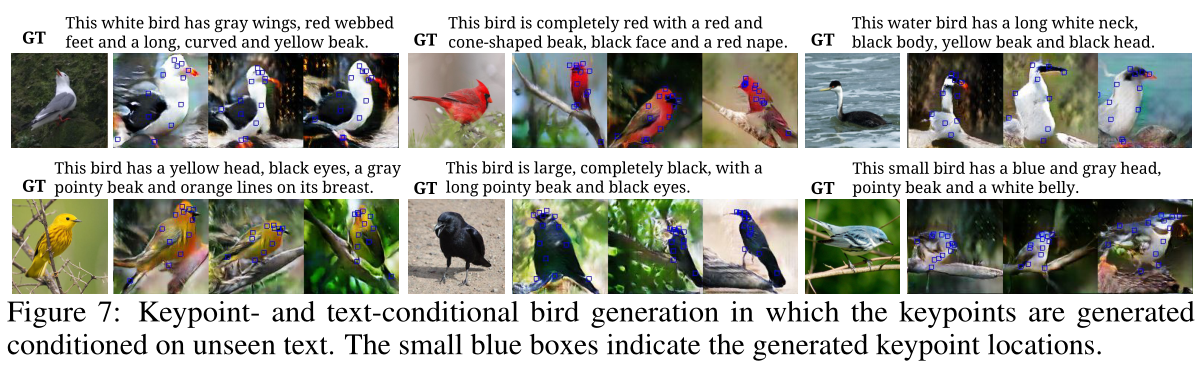 This white bird has gray wings, red webbed
GT feet and a long, curved and yellow beak.
This bird is completely red with a red and
GT cone-shaped beak, black face and a red nape.
This water bird has a long white neck,
GT black body, yellow beak and black head.
This bird has a yellow head, black eyes, a gray
GT pointy beak and orange lines on its breast.
This bird is large, completely black, with a
GT long pointy beak and black eyes.
This small bird has a blue and gray head,
GT pointy beak and a white belly.
Figure 7: Keypoint- and text-conditional bird generation in which the keypoints are generated
conditioned on unseen text. The small blue boxes indicate the generated keypoint locations.